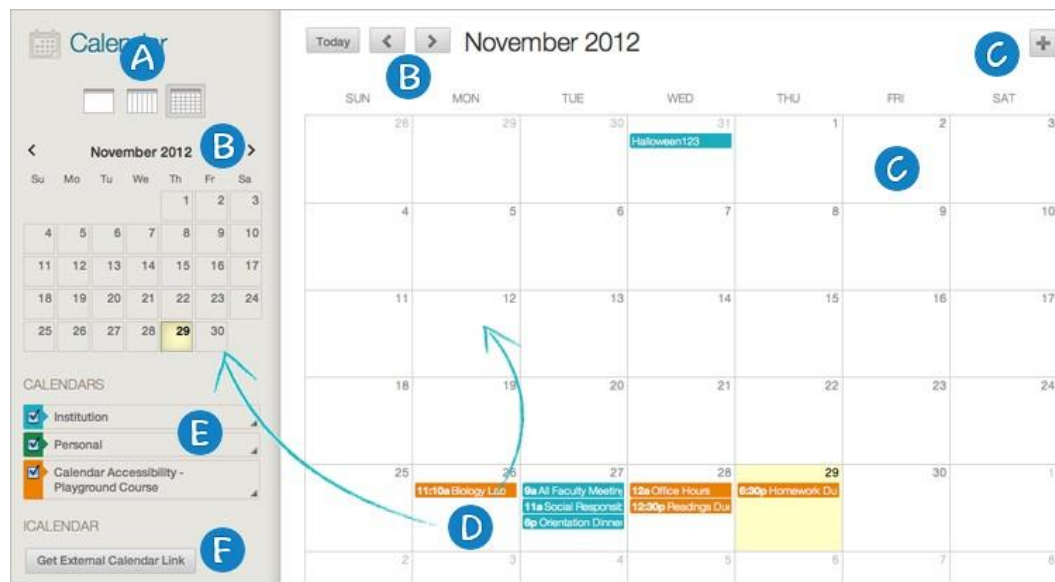 Calendar
A
B
November 2012
Su Mo Tu We Th Fr Sa
1 2 3
4 5 6 7 8 9 10
11 12 13 14 15 16 17
18 19 20 21 22 23 24
25 26 27 28 29 30
CALENDARS
Institution
Personal
Calendar Accessibility -
Playground Course
E
ICALENDAR
Get External Calendar Link
F
Today
November 2012
B
C
SUN MON TUE WED THU FRI SAT
28 29 30 31 1 2 3
Halloween123
C
4 5 6 7 8 9 10
11 12 13 14 15 16 17
18 19 20 21 22 23 24
25 26 27 28 29 30 1
11:10a Biology Lab 9a All Faculty Meeting 12a Office Hours 6:30p Homework Du
11a Social Responsib 12:30p Readings Due
6p Orientation Dinner
D
2 3 4 5 6 7 8